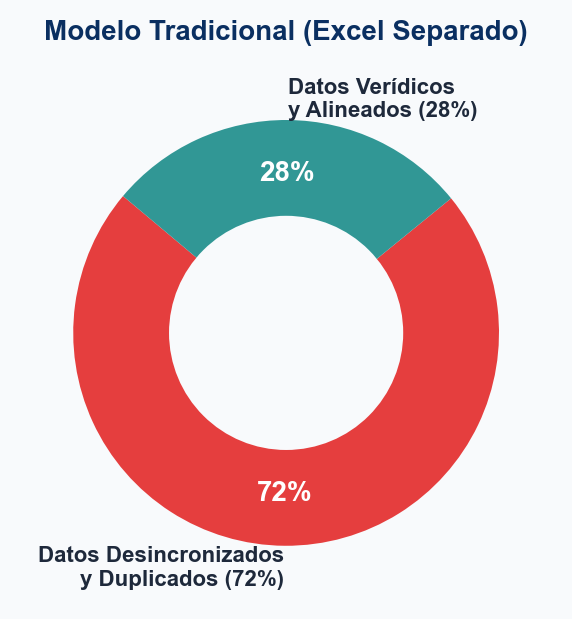 Modelo Tradicional (Excel Separado)
Datos Verídicos
y Alineados (28%)
28%
72%
Datos Desincronizados
y Duplicados (72%)